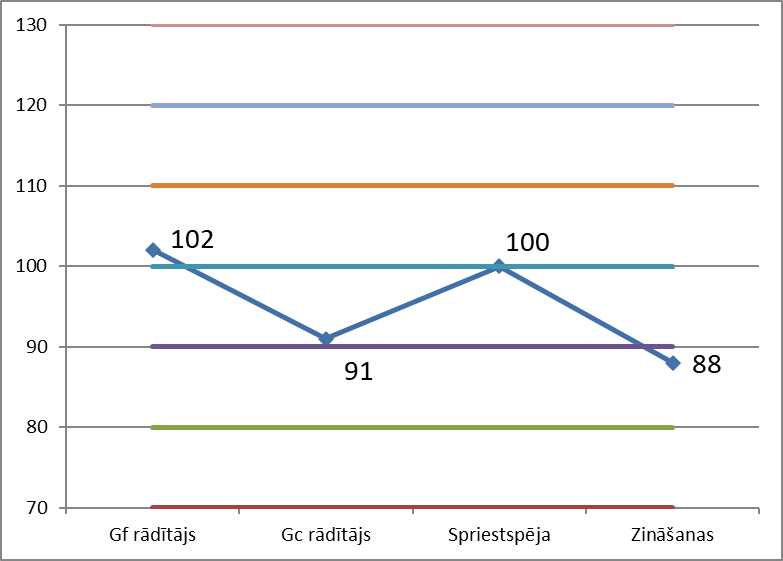 130
120
110
100
90
80
70
102
91
100
88
Gf rādītājs
Gc rādītājs
Spriestspēja
Zināšanas